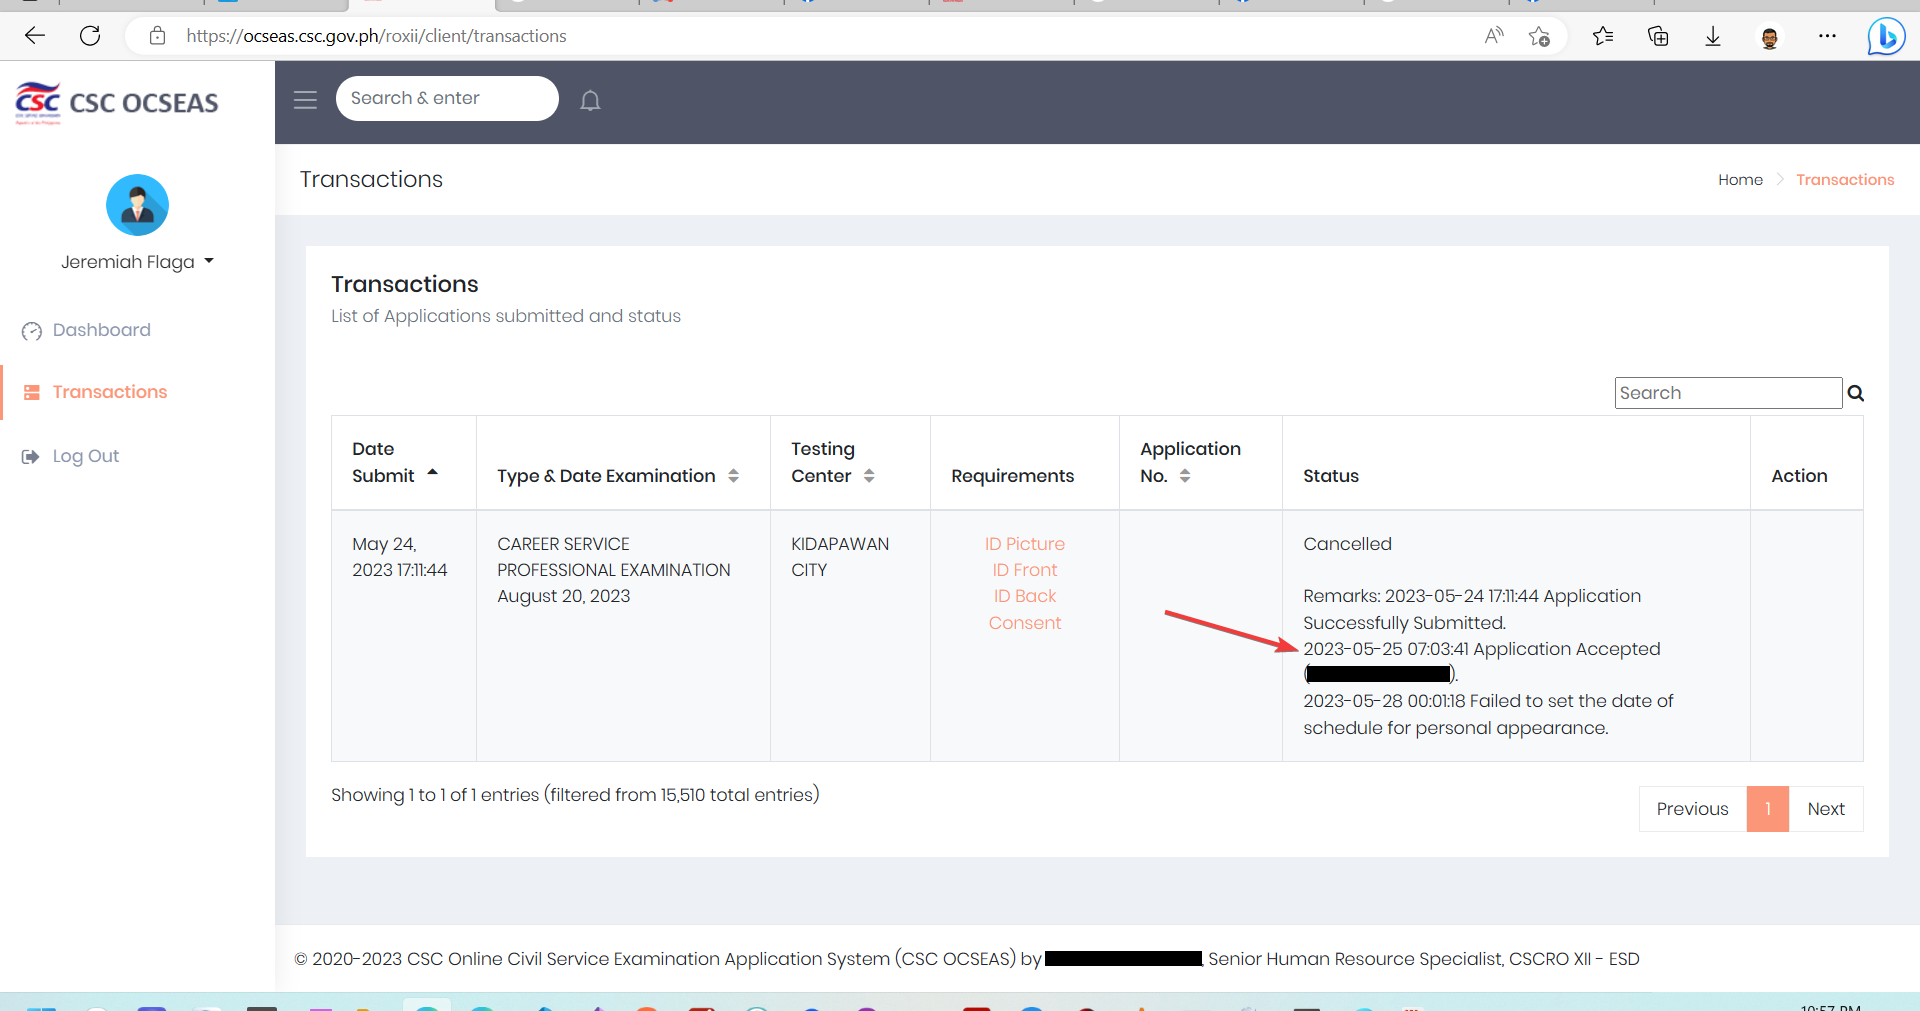 https://ocseas.csc.gov.ph/roxii/client/transactions
CSC CSC OCSEAS
Search & enter
Jeremiah Flaga
Dashboard
Transactions
Log Out
Transactions
Home
Transactions
Transactions
List of Applications submitted and status
Search
Date
Submit
Type & Date Examination
Testing
Center
Requirements
Application
No.
Status
Action
May 24,
2023 17:11:44
CAREER SERVICE
PROFESSIONAL EXAMINATION
August 20, 2023
KIDAPAWAN
CITY
ID Picture
ID Front
ID Back
Consent
Cancelled
Remarks: 2023-05-24 17:11:44 Application
Successfully Submitted.
2023-05-25 07:03:41 Application Accepted
( ).
2023-05-28 00:01:18 Failed to set the date of
schedule for personal appearance.
Showing 1 to 1 of 1 entries (filtered from 15,510 total entries)
Previous
1
Next
© 2020-2023 CSC Online Civil Service Examination Application System (CSC OCSEAS) by , Senior Human Resource Specialist, CSCRO XII - ESD
10:57 PM